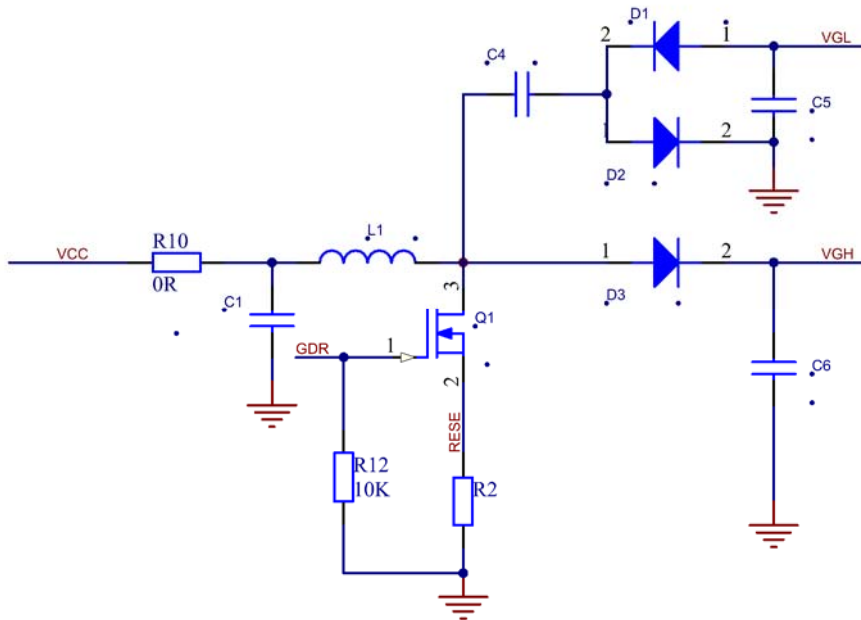 D1
2
1
VGL
C4
C5
1
2
D2
R10
L1
VCC
1
2
VGH
0R
3
D3
C1
Q1
GDR
1
2
C6
RESE
R12
10K
R2